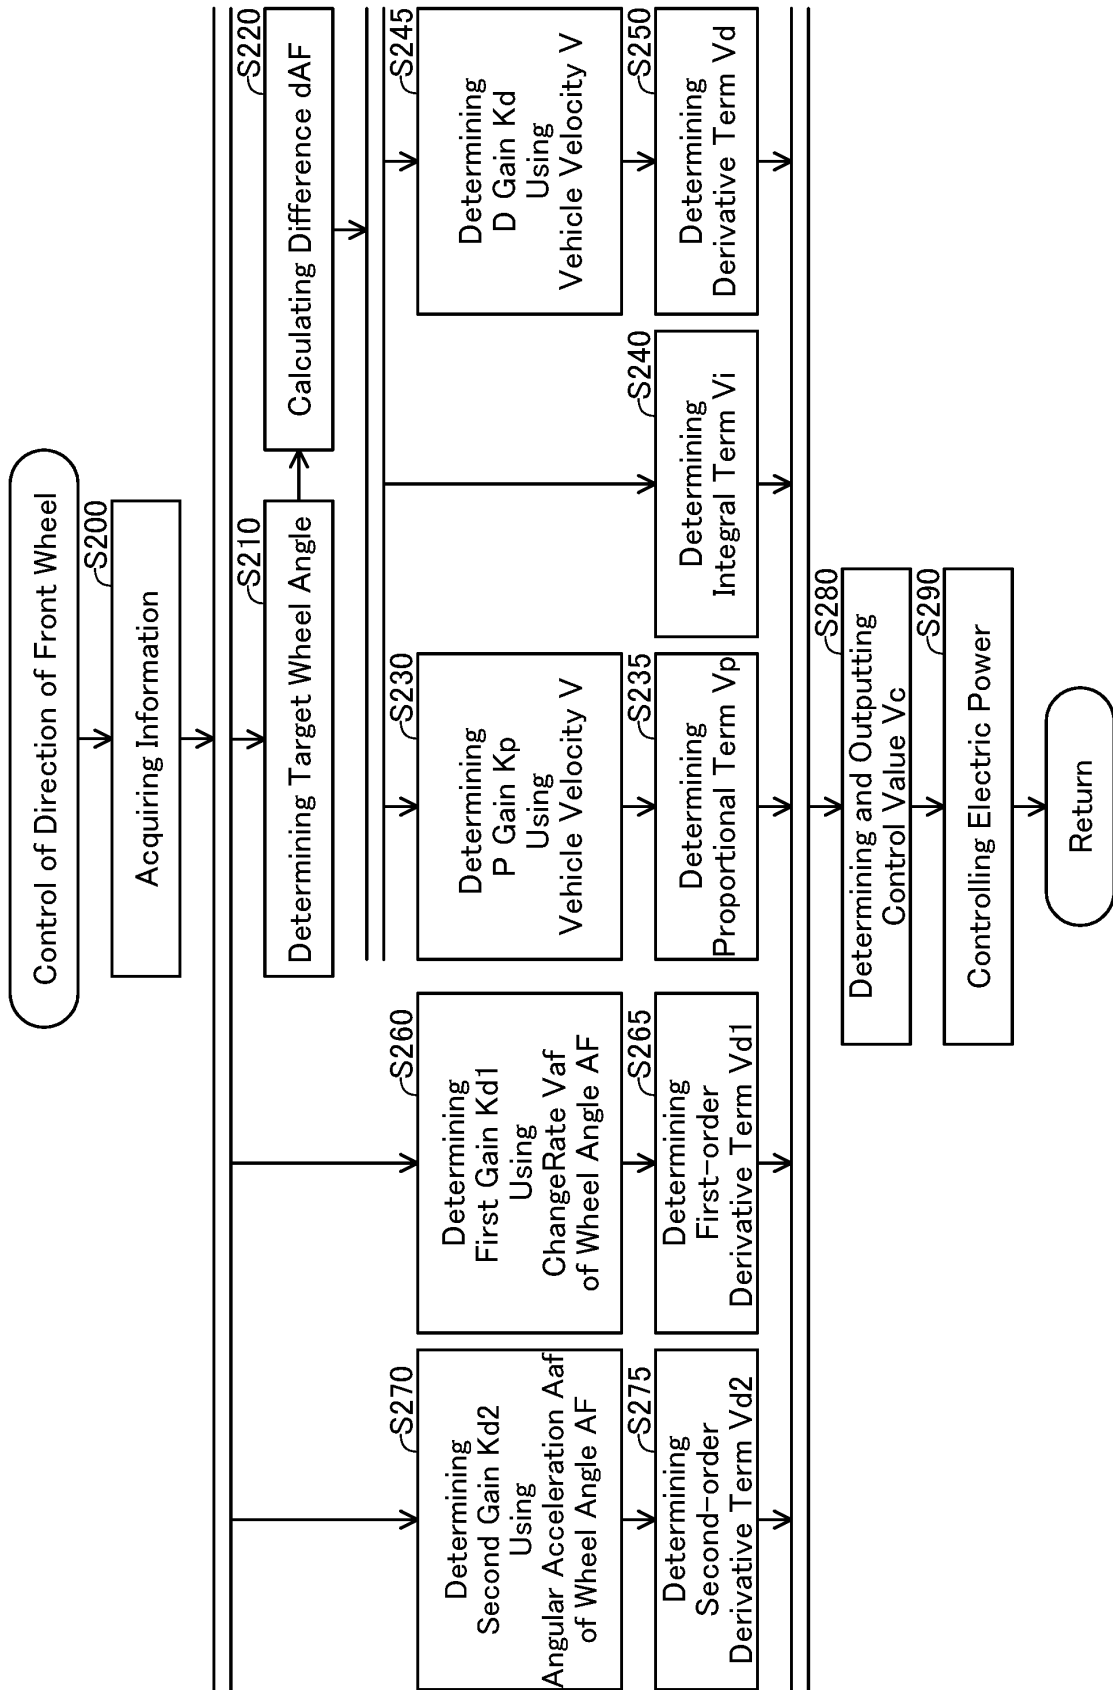 Control of Direction of Front Wheel
S200
Acquiring Information
S210
Determining Target Wheel Angle
S220
Calculating Difference dAF
S270
Determining
Second Gain Kd2
Using
Angular Acceleration Aaf
of Wheel Angle AF
S260
Determining
First Gain Kd1
Using
ChangeRate Vaf
of Wheel Angle AF
S230
Determining
P Gain Kp
Using
Vehicle Velocity V
S245
Determining
D Gain Kd
Using
Vehicle Velocity V
S275
Determining
Second-order
Derivative Term Vd2
S265
Determining
First-order
Derivative Term Vd1
S235
Determining
Proportional Term Vp
S240
Determining
Integral Term Vi
S250
Determining
Derivative Term Vd
S280
Determining and Outputting
Control Value Vc
S290
Controlling Electric Power
Return